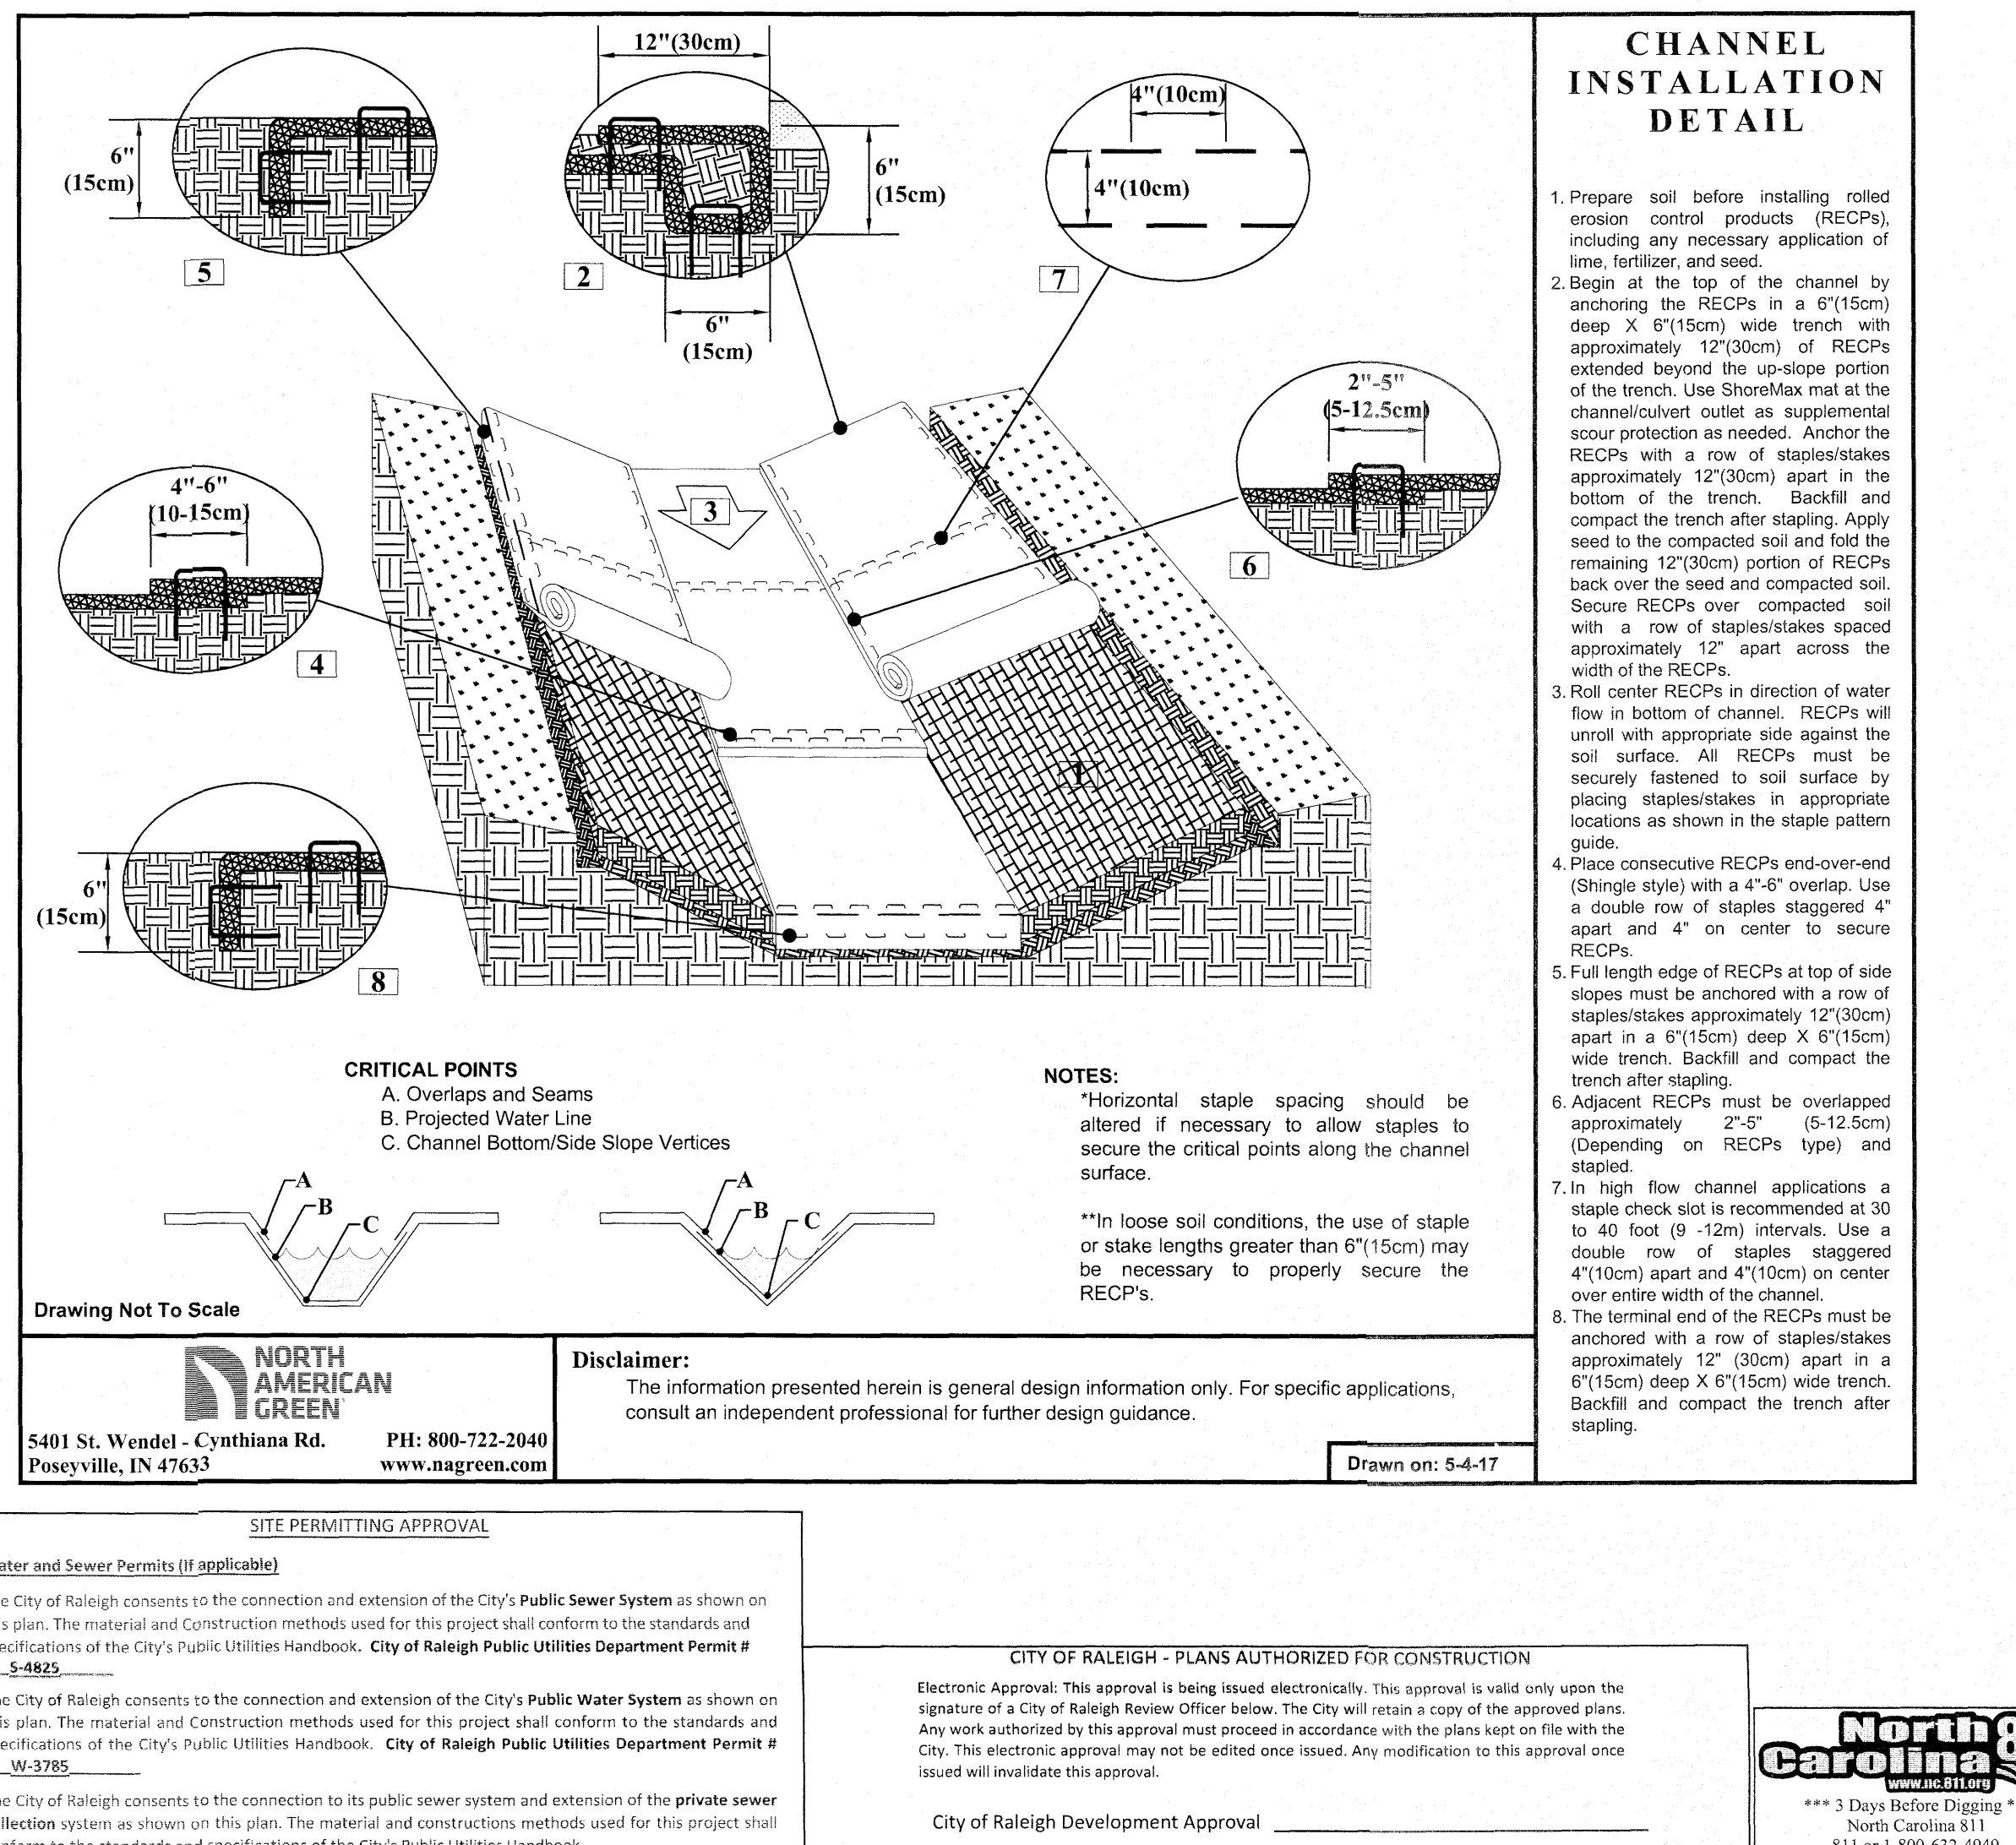 12"(30cm)
6"
(15cm)
5
6"
(15cm)
2
6"
(15cm)
4"(10cm)
4"(10cm)
7
2"-5"
(5-12.5cm)
6
4"-6"
(10-15cm)
4
3
1
6"
(15cm)
8
CRITICAL POINTS
A. Overlaps and Seams
B. Projected Water Line
C. Channel Bottom/Side Slope Vertices
A
B
C
A
B
C
Drawing Not To Scale
NOTES:
*Horizontal staple spacing should be
altered if necessary to allow staples to
secure the critical points along the channel
surface.
**In loose soil conditions, the use of staple
or stake lengths greater than 6"(15cm) may
be necessary to properly secure the
RECP's.
CHANNEL
INSTALLATION
DETAIL
1. Prepare soil before installing rolled
erosion control products (RECPs),
including any necessary application of
lime, fertilizer, and seed.
2. Begin at the top of the channel by
anchoring the RECPs in a 6"(15cm)
deep X 6"(15cm) wide trench with
approximately 12"(30cm) of RECPs
extended beyond the up-slope portion
of the trench. Use ShoreMax mat at the
channel/culvert outlet as supplemental
scour protection as needed. Anchor the
RECPs with a row of staples/stakes
approximately 12"(30cm) apart in the
bottom of the trench. Backfill and
compact the trench after stapling. Apply
seed to the compacted soil and fold the
remaining 12"(30cm) portion of RECPs
back over the seed and compacted soil.
Secure RECPs over compacted soil
with a row of staples/stakes spaced
approximately 12" apart across the
width of the RECPs.
3. Roll center RECPs in direction of water
flow in bottom of channel. RECPs will
unroll with appropriate side against the
soil surface. All RECPs must be
securely fastened to soil surface by
placing staples/stakes in appropriate
locations as shown in the staple pattern
guide.
4. Place consecutive RECPs end-over-end
(Shingle style) with a 4"-6" overlap. Use
a double row of staples staggered 4"
apart and 4" on center to secure
RECPs.
5. Full length edge of RECPs at top of side
slopes must be anchored with a row of
staples/stakes approximately 12"(30cm)
apart in a 6"(15cm) deep X 6"(15cm)
wide trench. Backfill and compact the
trench after stapling.
6. Adjacent RECPs must be overlapped
approximately 2"-5" (5-12.5cm)
(Depending on RECPs type) and
stapled.
7. In high flow channel applications a
staple check slot is recommended at 30
to 40 foot (9 -12m) intervals. Use a
double row of staples staggered
4"(10cm) apart and 4"(10cm) on center
over entire width of the channel.
8. The terminal end of the RECPs must be
anchored with a row of staples/stakes
approximately 12" (30cm) apart in a
6"(15cm) deep X 6"(15cm) wide trench.
Backfill and compact the trench after
stapling.
NORTH
AMERICAN
GREEN
5401 St. Wendel - Cynthiana Rd. PH: 800-722-2040
Poseyville, IN 47633 www.nagreen.com
Disclaimer:
The information presented herein is general design information only. For specific applications,
consult an independent professional for further design guidance.
Drawn on: 5-4-17
SITE PERMITTING APPROVAL
ater and Sewer Permits (if applicable)
e City of Raleigh consents to the connection and extension of the City's Public Sewer System as shown on
s plan. The material and Construction methods used for this project shall conform to the standards and
ecifications of the City's Public Utilities Handbook. City of Raleigh Public Utilities Department Permit #
S-4825
e City of Raleigh consents to the connection and extension of the City's Public Water System as shown on
is plan. The material and Construction methods used for this project shall conform to the standards and
ecifications of the City's Public Utilities Handbook. City of Raleigh Public Utilities Department Permit #
W-3785
e City of Raleigh consents to the connection to its public sewer system and extension of the private sewer
llection system as shown on this plan. The material and constructions methods used for this project shall
CITY OF RALEIGH - PLANS AUTHORIZED FOR CONSTRUCTION
Electronic Approval: This approval is being issued electronically. This approval is valid only upon the
signature of a City of Raleigh Review Officer below. The City will retain a copy of the approved plans.
Any work authorized by this approval must proceed in accordance with the plans kept on file with the
City. This electronic approval may not be edited once issued. Any modification to this approval once
issued will invalidate this approval.
City of Raleigh Development Approval
North 8
Carolina
www.nc.811.org
*** 3 Days Before Digging *
North Carolina 811